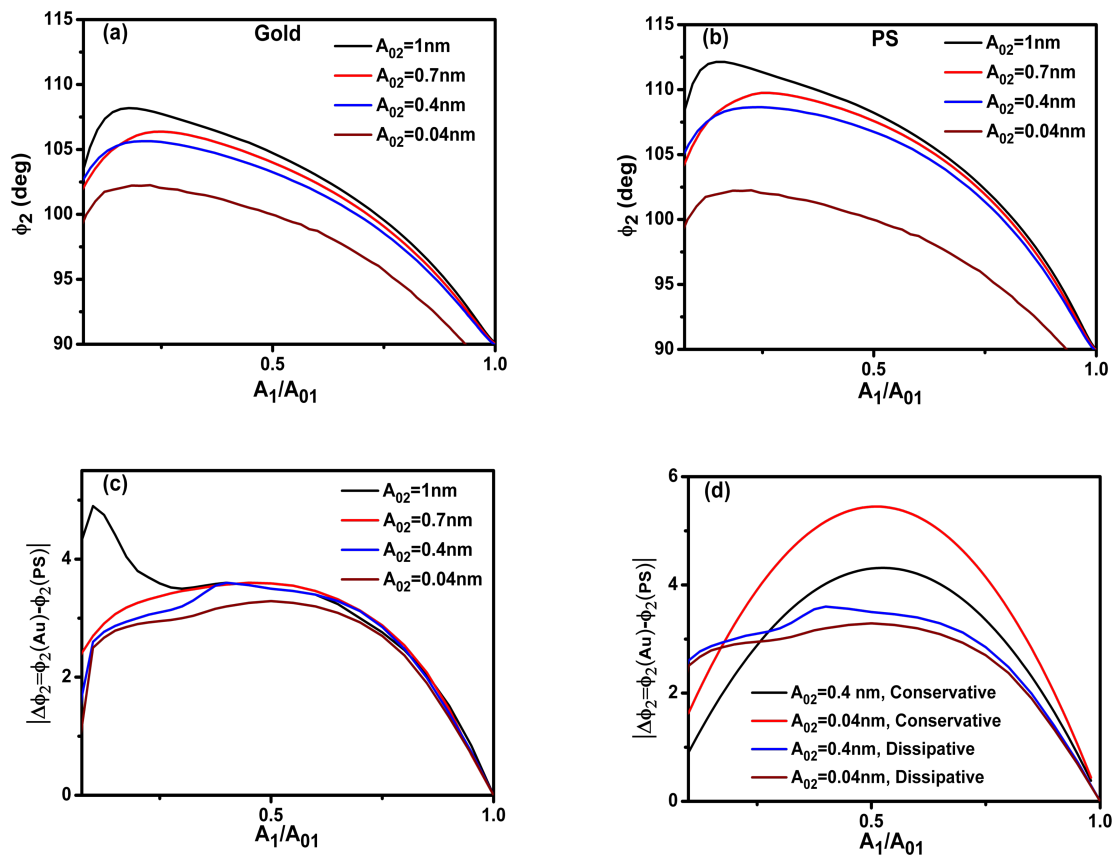 (a)
Gold
A₀₂=1nm
A₀₂=0.7nm
A₀₂=0.4nm
A₀₂=0.04nm
115
110
105
100
95
90
0.5
1.0
ϕ₂ (deg)
A₁/A₀₁
(b)
PS
A₀₂=1nm
A₀₂=0.7nm
A₀₂=0.4nm
A₀₂=0.04nm
115
110
105
100
95
90
0.5
1.0
ϕ₂ (deg)
A₁/A₀₁
(c)
A₀₂=1nm
A₀₂=0.7nm
A₀₂=0.4nm
A₀₂=0.04nm
4
2
0
0.5
1.0
|Δϕ₂=ϕ₂(Au)-ϕ₂(PS)|
A₁/A₀₁
(d)
6
4
2
0
A₀₂=0.4 nm, Conservative
A₀₂=0.04nm, Conservative
A₀₂=0.4nm, Dissipative
A₀₂=0.04nm, Dissipative
0.5
1.0
|Δϕ₂=ϕ₂(Au)-ϕ₂(PS)|
A₁/A₀₁